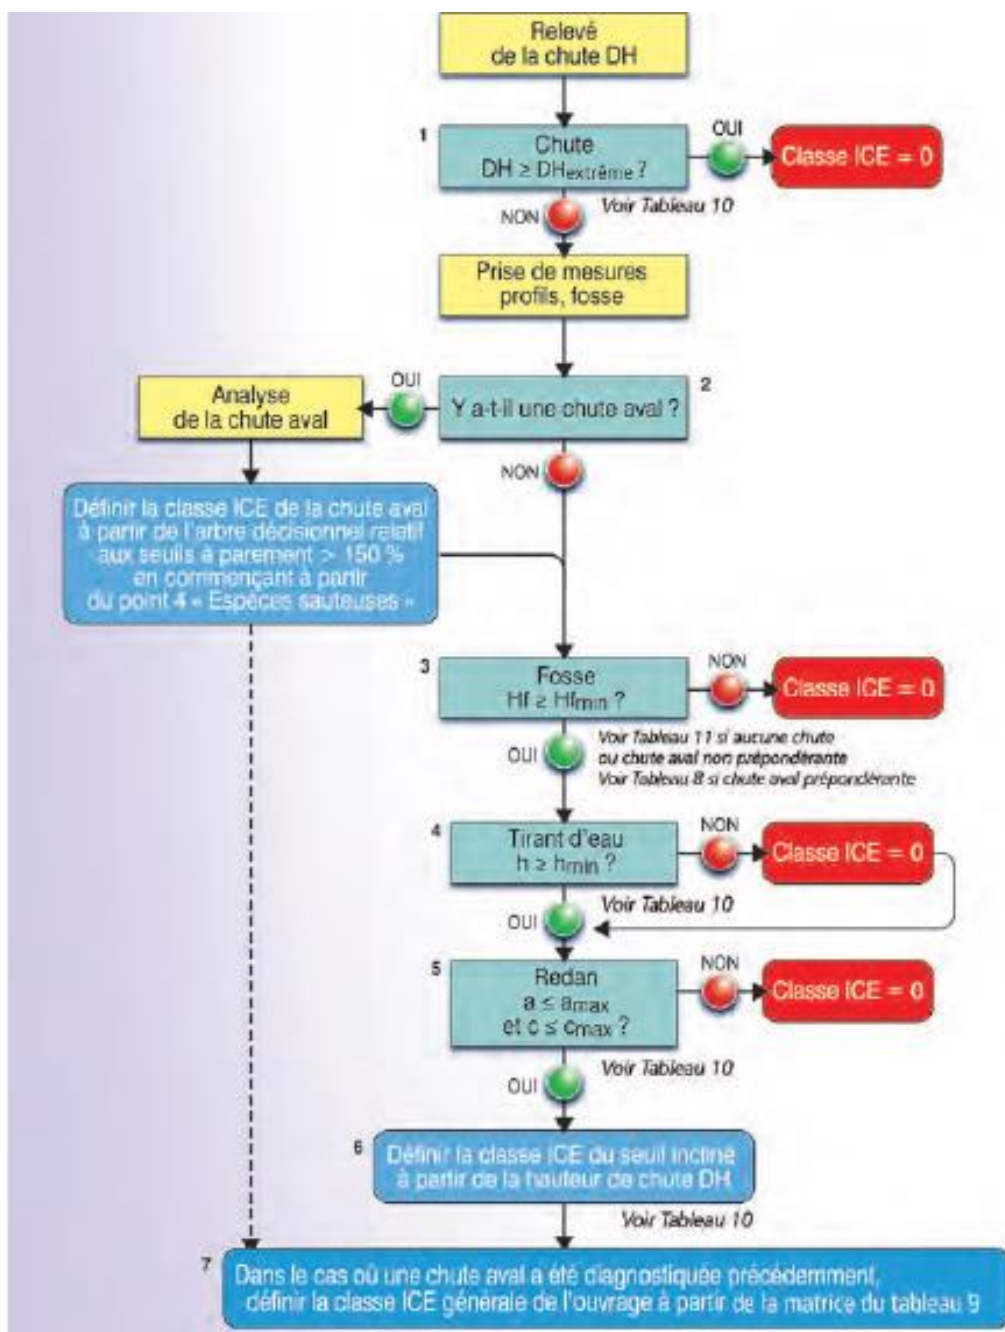 Relevé
de la chute DH
1
Chute
DH ≥ DHextrême ?
OUI
Classe ICE = 0
NON
Voir Tableau 10
Prise de mesures
profils, fosse
Analyse
de la chute aval
OUI
Y a-t-il une chute aval ?
2
NON
Définir la classe ICE de la chute aval
à partir de l'arbre décisionnel relatif
aux seuils à parement > 150 %
en commençant à partir
du point 4 « Espèces sauteuses »
3
Fosse
Hf ≥ Hfmin ?
NON
Classe ICE = 0
OUI
Voir Tableau 11 si aucune chute
ou chute aval non prépondérante
Voir Tableau 8 si chute aval prépondérante
4
Tirant d'eau
h ≥ hmin ?
NON
Classe ICE = 0
OUI
Voir Tableau 10
5
Redan
a ≤ amax
et c ≤ cmax ?
NON
Classe ICE = 0
OUI
Voir Tableau 10
6
Définir la classe ICE du seuil incliné
à partir de la hauteur de chute DH
Voir Tableau 10
7
Dans le cas où une chute aval a été diagnostiquée précédemment,
définir la classe ICE générale de l'ouvrage à partir de la matrice du tableau 9